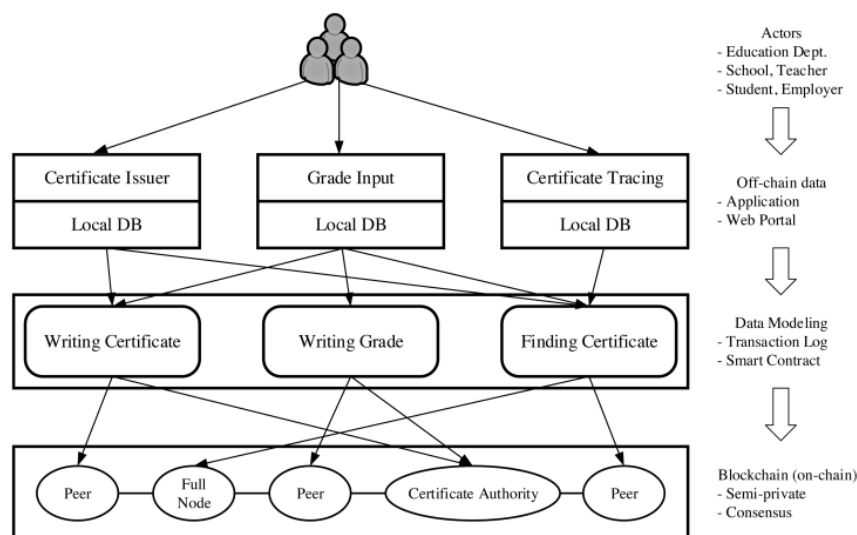 Actors
- Education Dept.
- School, Teacher
- Student, Employer
Certificate Issuer
Local DB
Grade Input
Local DB
Certificate Tracing
Local DB
Off-chain data
- Application
- Web Portal
Writing Certificate
Writing Grade
Finding Certificate
Data Modeling
- Transaction Log
- Smart Contract
Peer
Full
Node
Peer
Certificate Authority
Peer
Blockchain (on-chain)
- Semi-private
- Consensus